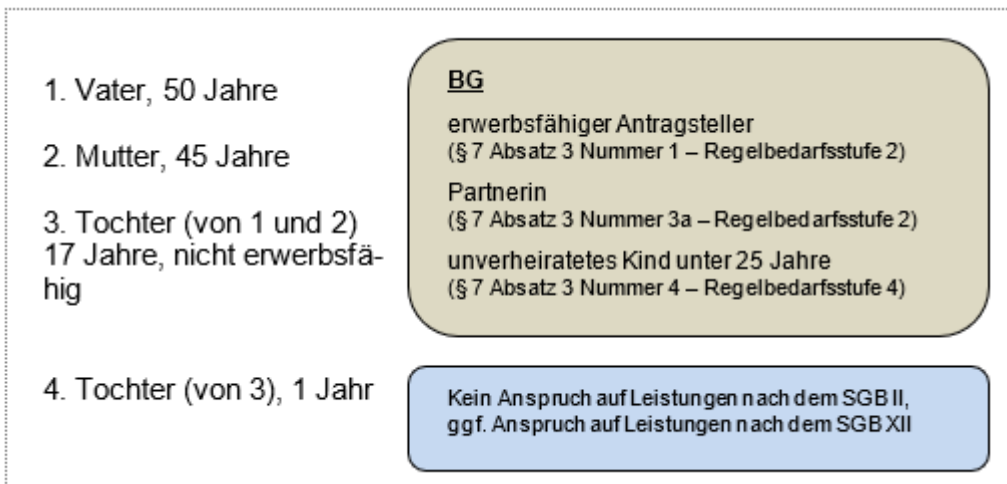 1. Vater, 50 Jahre
2. Mutter, 45 Jahre
3. Tochter (von 1 und 2)
17 Jahre, nicht erwerbsfä-
hig
4. Tochter (von 3), 1 Jahr
BG
erwerbsfähiger Antragsteller
(§ 7 Absatz 3 Nummer 1 – Regelbedarfsstufe 2)
Partnerin
(§ 7 Absatz 3 Nummer 3a – Regelbedarfsstufe 2)
unverheiratetes Kind unter 25 Jahre
(§ 7 Absatz 3 Nummer 4 – Regelbedarfsstufe 4)
Kein Anspruch auf Leistungen nach dem SGB II,
ggf. Anspruch auf Leistungen nach dem SGB XII